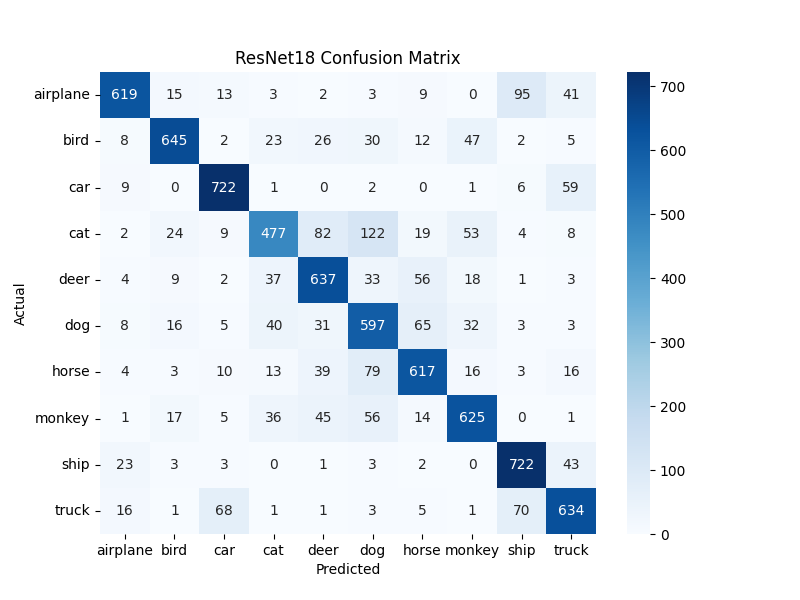 ResNet18 Confusion Matrix
airplane 619 15 13 3 2 3 9 0 95 41
bird 8 645 2 23 26 30 12 47 2 5
car 9 0 722 1 0 2 0 1 6 59
cat 2 24 9 477 82 122 19 53 4 8
deer 4 9 2 37 637 33 56 18 1 3
dog 8 16 5 40 31 597 65 32 3 3
horse 4 3 10 13 39 79 617 16 3 16
monkey 1 17 5 36 45 56 14 625 0 1
ship 23 3 3 0 1 3 2 0 722 43
truck 16 1 68 1 1 3 5 1 70 634
airplane bird car cat deer dog horse monkey ship truck
Predicted
Actual
700
600
500
400
300
200
100
0